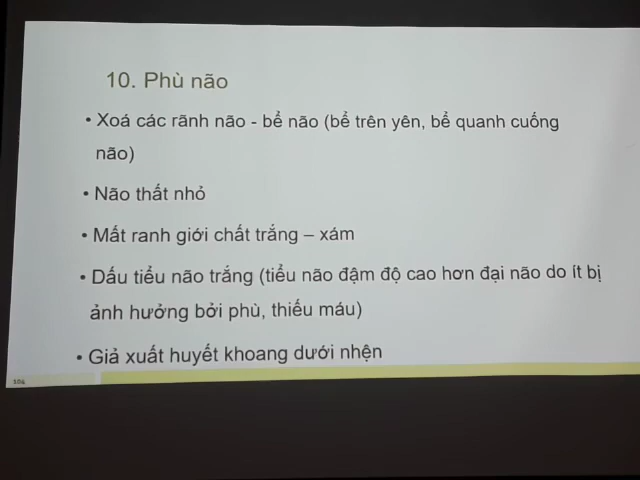 10. Phù não
• Xoá các rãnh não - bể não (bể trên yên, bể quanh cuống
não)
• Não thất nhỏ
• Mất ranh giới chất trắng – xám
• Dấu tiểu não trắng (tiểu não đậm độ cao hơn đại não do ít bị
ảnh hưởng bởi phù, thiếu máu)
• Giả xuất huyết khoang dưới nhện